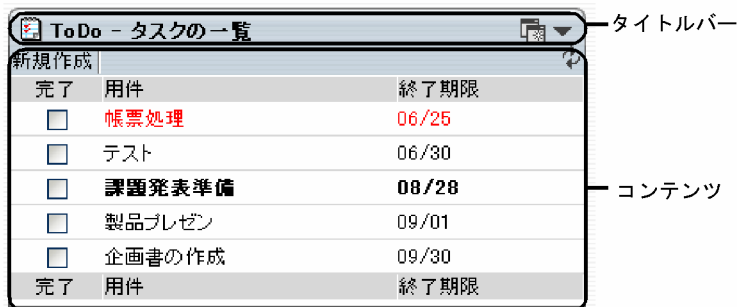 ToDo - タスクの一覧
タイトルバー
新規作成
完了 用件 終了期限
帳票処理 06/25
テスト 06/30
課題発表準備 08/28
コンテンツ
製品プレゼン 09/01
企画書の作成 09/30
完了 用件 終了期限